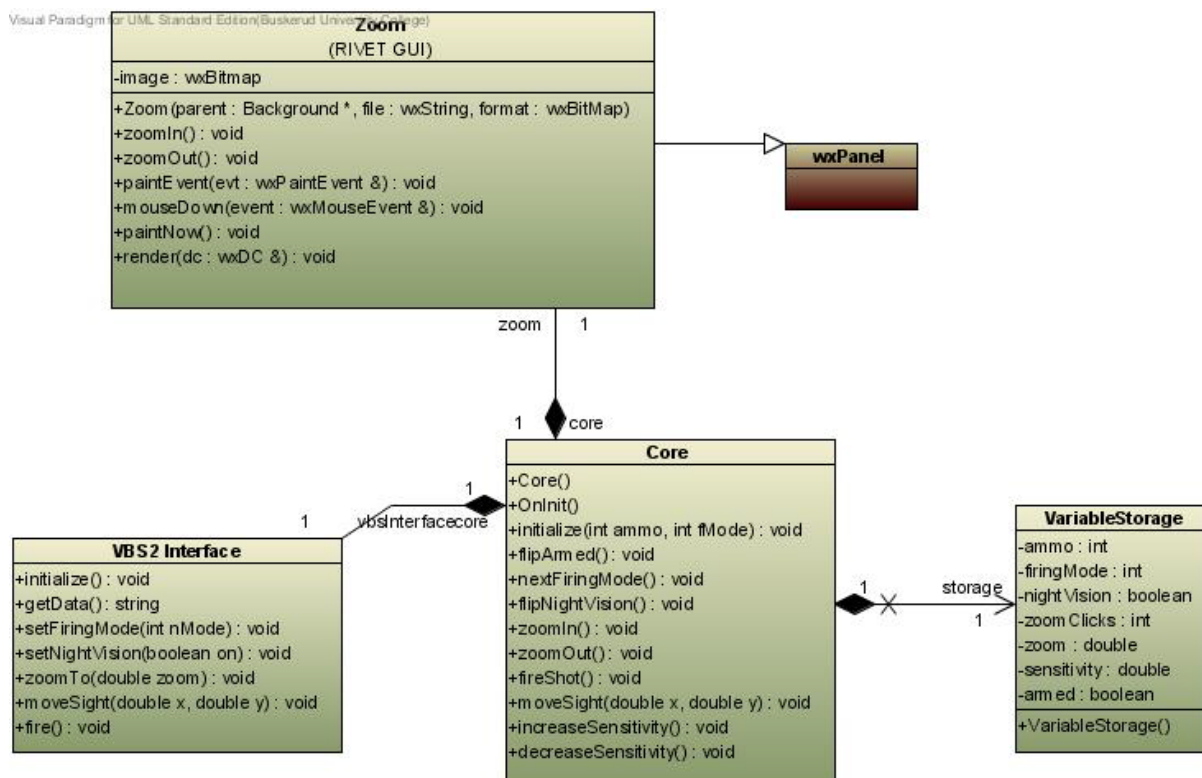 Visual Paradigm for UML Standard Edition(Buskerud University College)
Zoom
(RIVET GUI)
-image : wxBitmap
+Zoom(parent : Background *, file : wxString, format : wxBitMap)
+zoomIn() : void
+zoomOut() : void
+paintEvent(evt : wxPaintEvent &) : void
+mouseDown(event : wxMouseEvent &) : void
+paintNow() : void
+render(dc : wxDC &) : void
wxPanel
zoom 1
1 core
Core
+Core()
+OnInit()
+initialize(int ammo, int fMode) : void
+flipArmed() : void
+nextFiringMode() : void
+flipNightVision() : void
+zoomIn() : void
+zoomOut() : void
+fireShot() : void
+moveSight(double x, double y) : void
+increaseSensitivity() : void
+decreaseSensitivity() : void
1
1 vbsInterfacecore
VBS2 Interface
+initialize() : void
+getData() : string
+setFiringMode(int nMode) : void
+setNightVision(boolean on) : void
+zoomTo(double zoom) : void
+moveSight(double x, double y) : void
+fire() : void
1 storage
1
VariableStorage
-ammo : int
-firingMode : int
-nightVision : boolean
-zoomClicks : int
-zoom : double
-sensitivity : double
-armed : boolean
+VariableStorage()